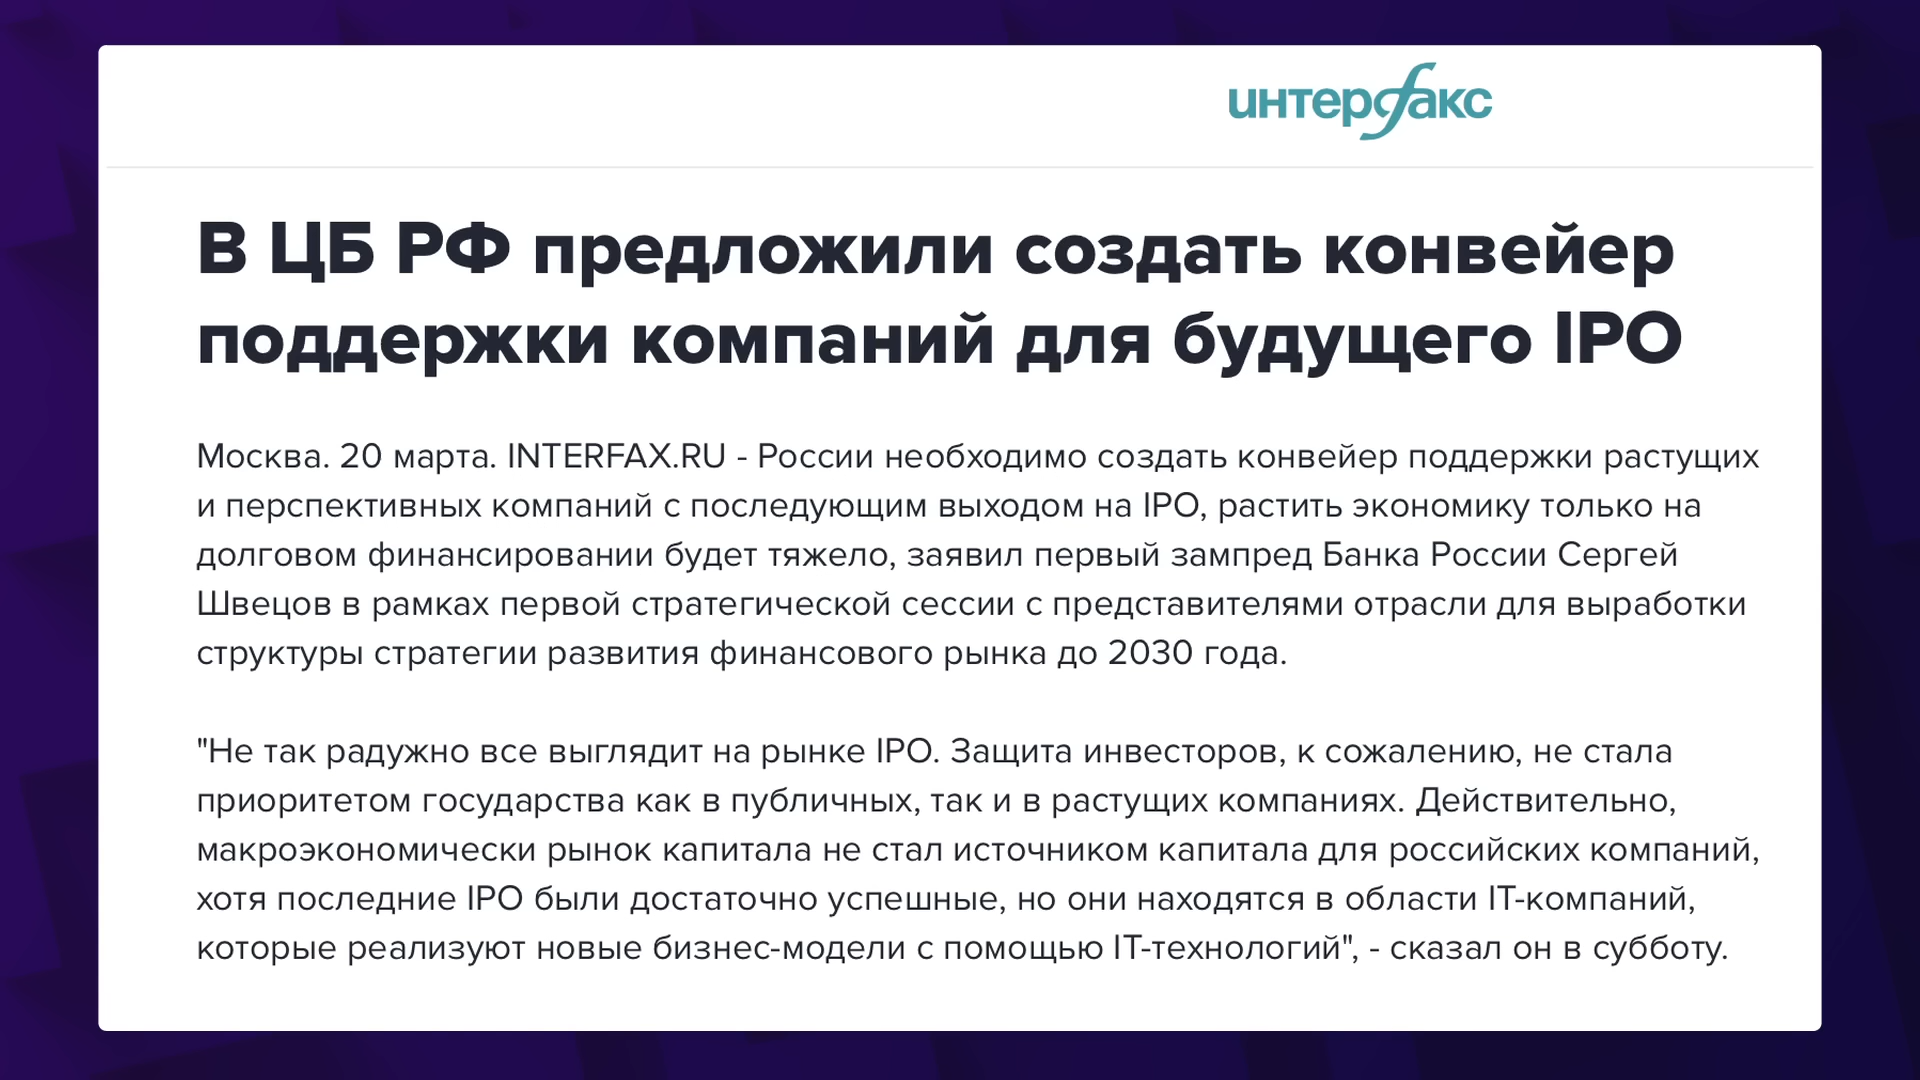 интерfакс
В ЦБ РФ предложили создать конвейер
поддержки компаний для будущего IPO
Москва. 20 марта. INTERFAX.RU - России необходимо создать конвейер поддержки растущих
и перспективных компаний с последующим выходом на IPO, растить экономику только на
долговом финансировании будет тяжело, заявил первый зампред Банка России Сергей
Швецов в рамках первой стратегической сессии с представителями отрасли для выработки
структуры стратегии развития финансового рынка до 2030 года.
"Не так радужно все выглядит на рынке IPO. Защита инвесторов, к сожалению, не стала
приоритетом государства как в публичных, так и в растущих компаниях. Действительно,
макроэкономически рынок капитала не стал источником капитала для российских компаний,
хотя последние IPO были достаточно успешные, но они находятся в области IT-компаний,
которые реализуют новые бизнес-модели с помощью IT-технологий", - сказал он в субботу.